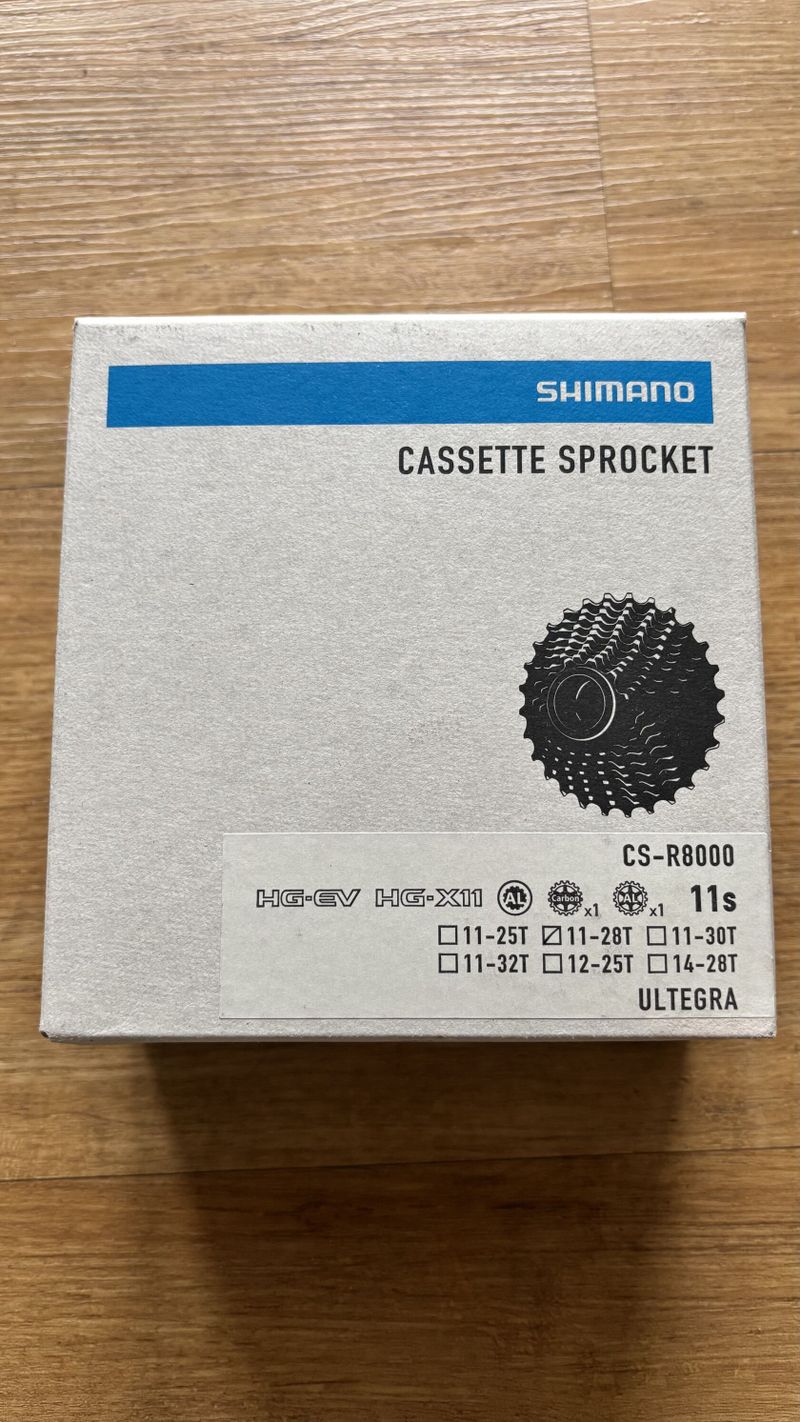 SHIMANO
CASSETTE SPROCKET
CS-R8000
HG-EV HG-X11 AL Carbon x1 AL x1 11s
☐11-25T ☑11-28T ☐11-30T
☐11-32T ☐12-25T ☐14-28T
ULTEGRA